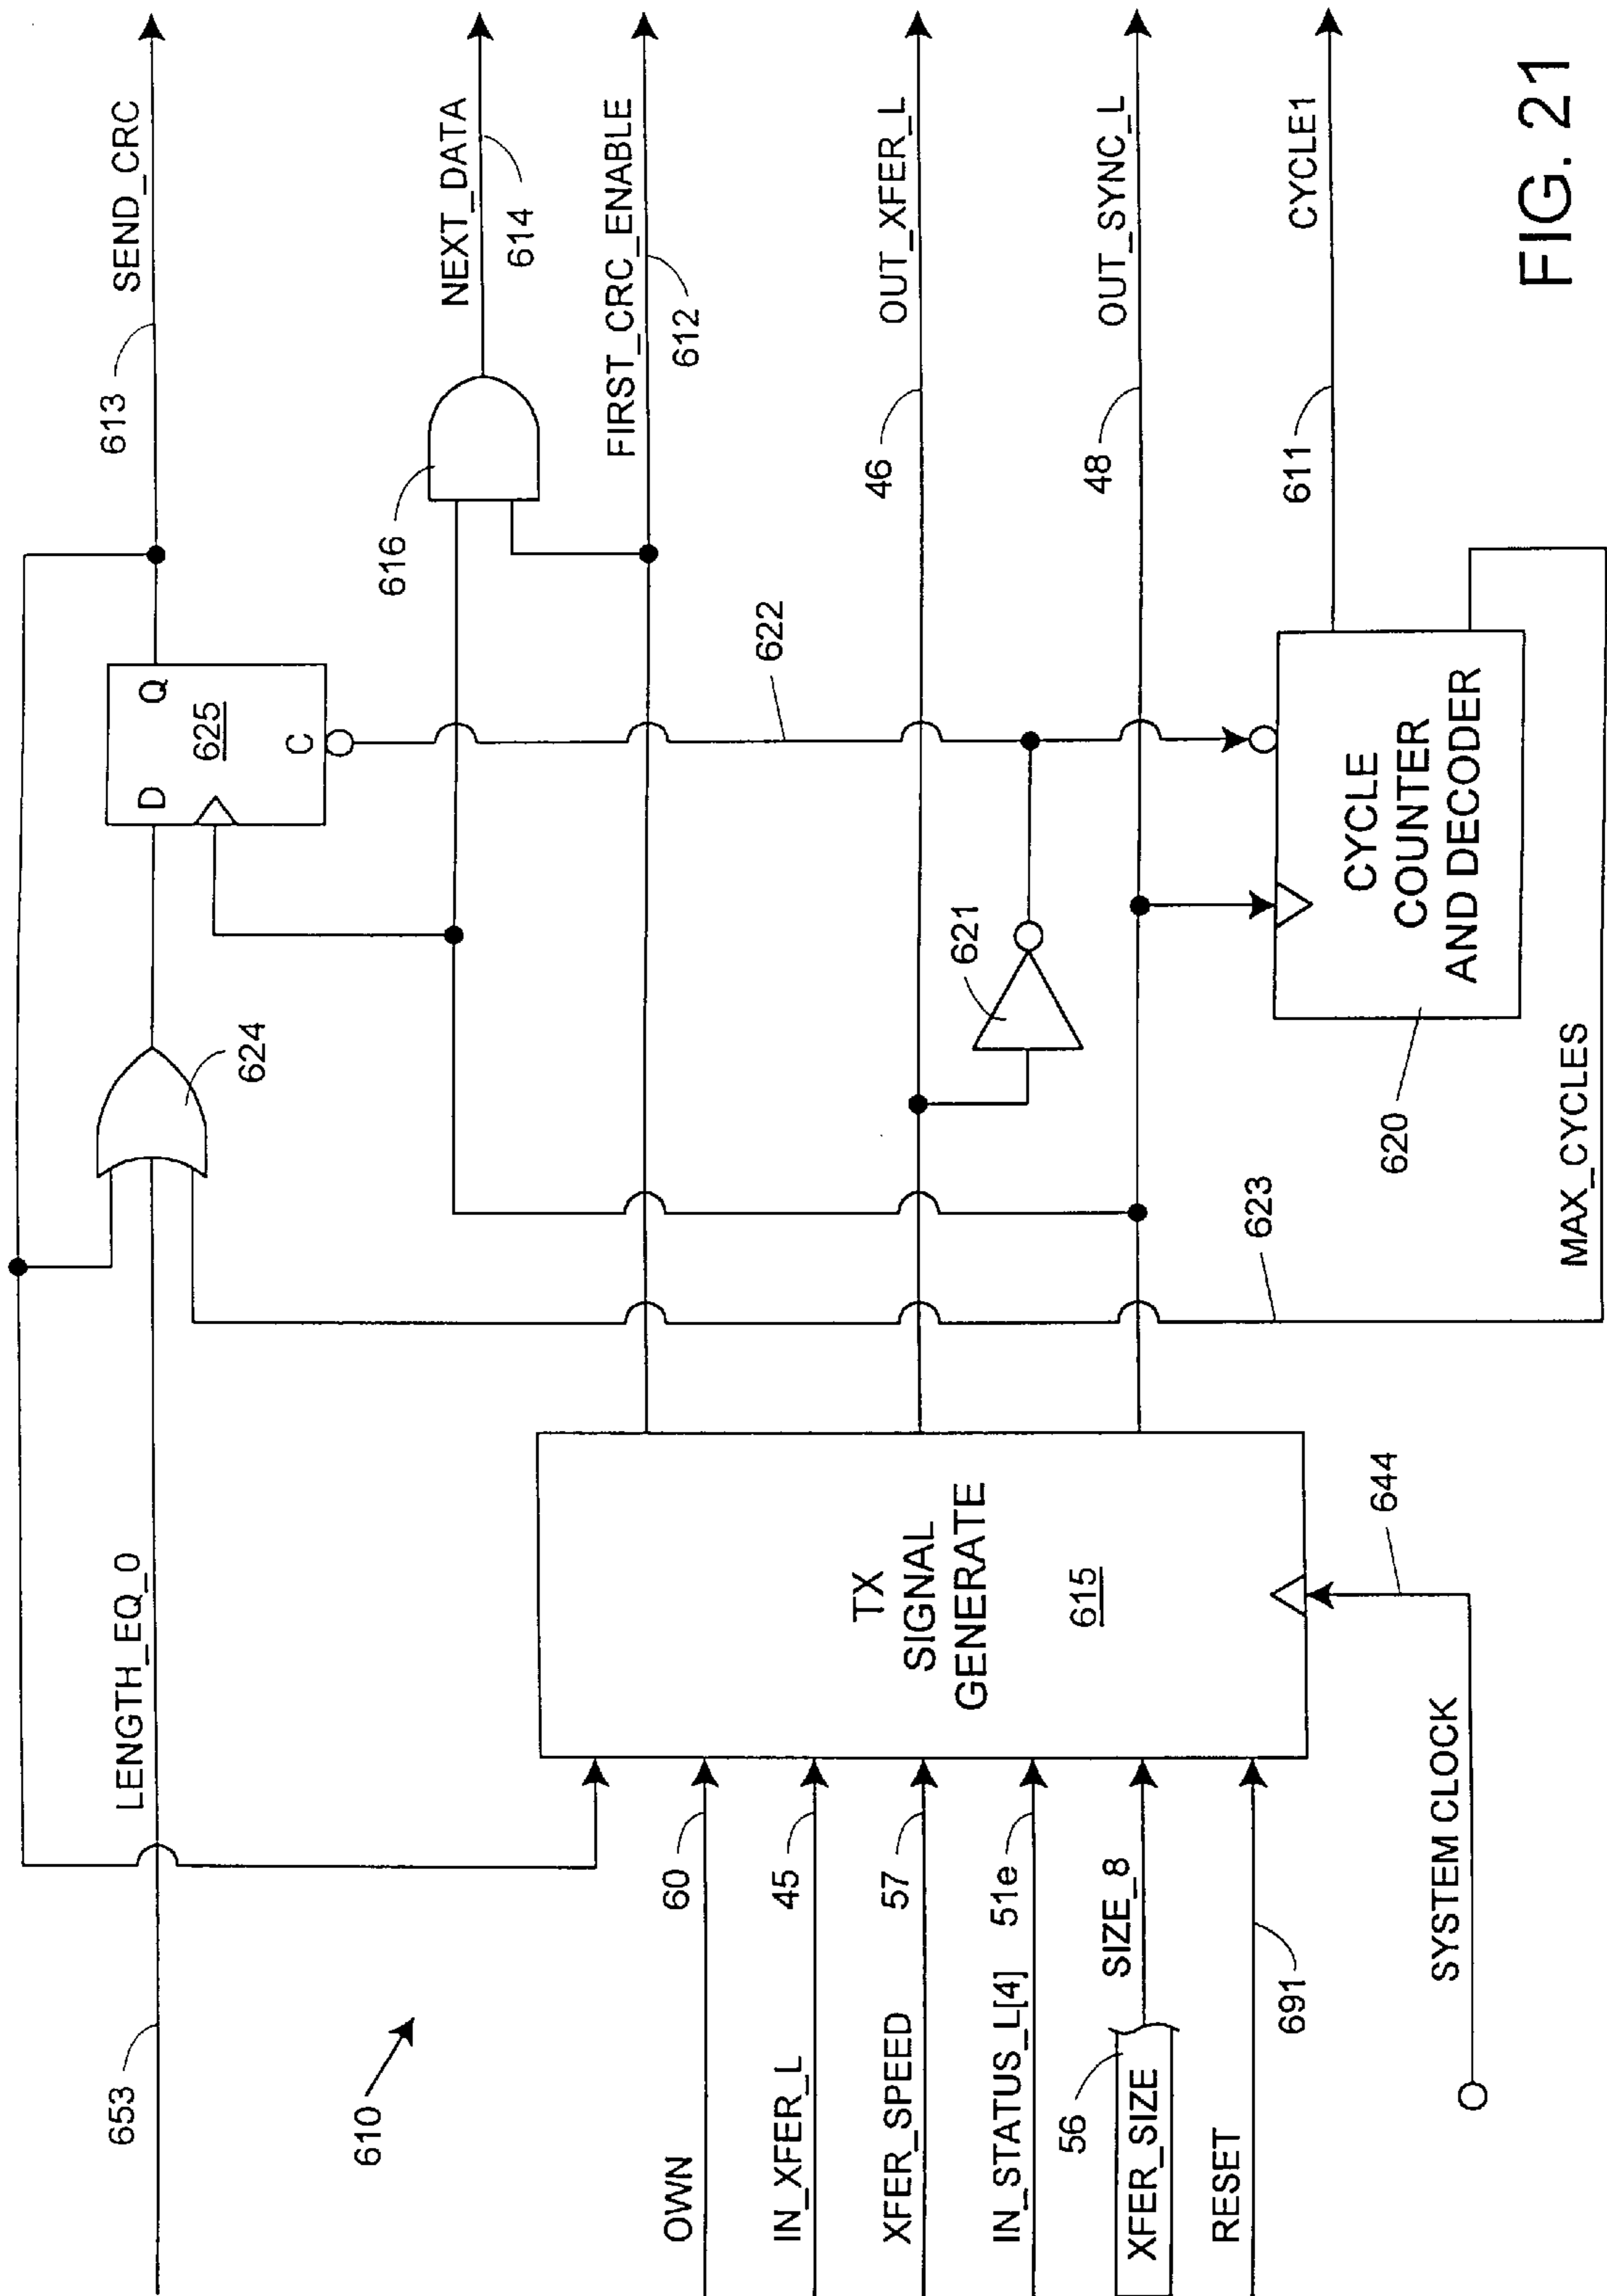 653
LENGTH_EQ_0
610
624
D
Q
625
C
613
SEND_CRC
616
NEXT_DATA
614
FIRST_CRC_ENABLE
612
OWN
60
IN_XFER_L
45
XFER_SPEED
57
IN_STATUS_L[4]
51e
56
XFER_SIZE
SIZE_8
RESET
691
TX
SIGNAL
GENERATE
615
SYSTEM CLOCK
644
622
621
46
OUT_XFER_L
48
OUT_SYNC_L
611
CYCLE1
CYCLE
COUNTER
AND DECODER
620
623
MAX_CYCLES
FIG. 21